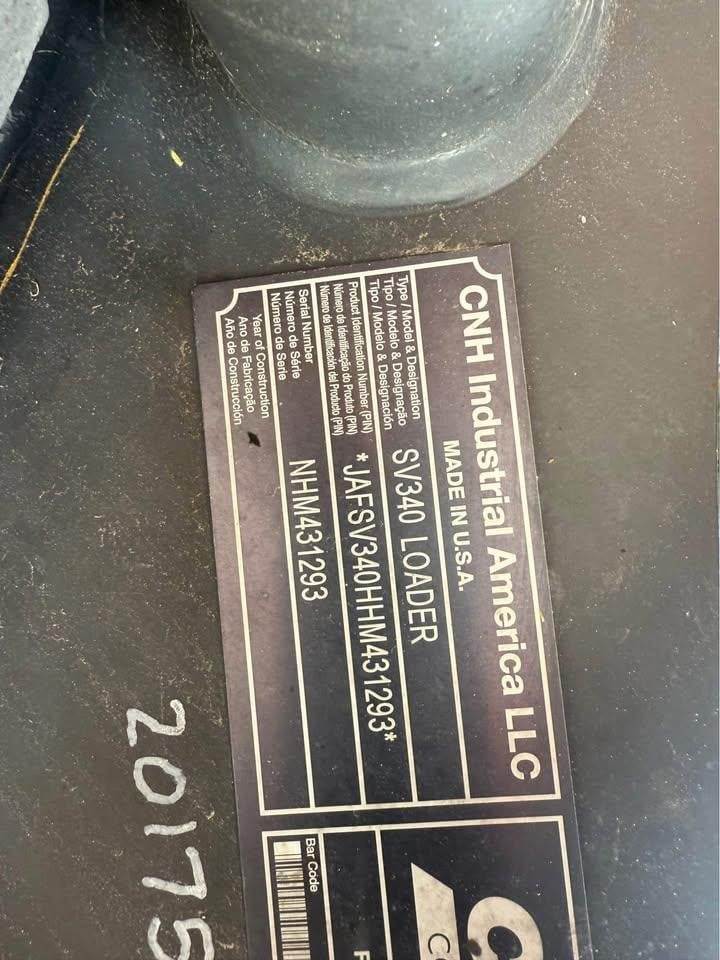 CNH Industrial America LLC
MADE IN U.S.A.
Type / Model & Designation
Tipo / Modelo & Designação
Tipo / Modelo & Designación
SV340 LOADER
Product Identification Number (PIN)
Número de Identificação do Produto (PIN)
Número de Identificación del Producto (PIN)
*JAFSV340HHM431293*
Serial Number
Número de Série
Número de Serie
NHM431293
Year of Construction
Ano de Fabricação
Año de Construcción
Bar Code
20175